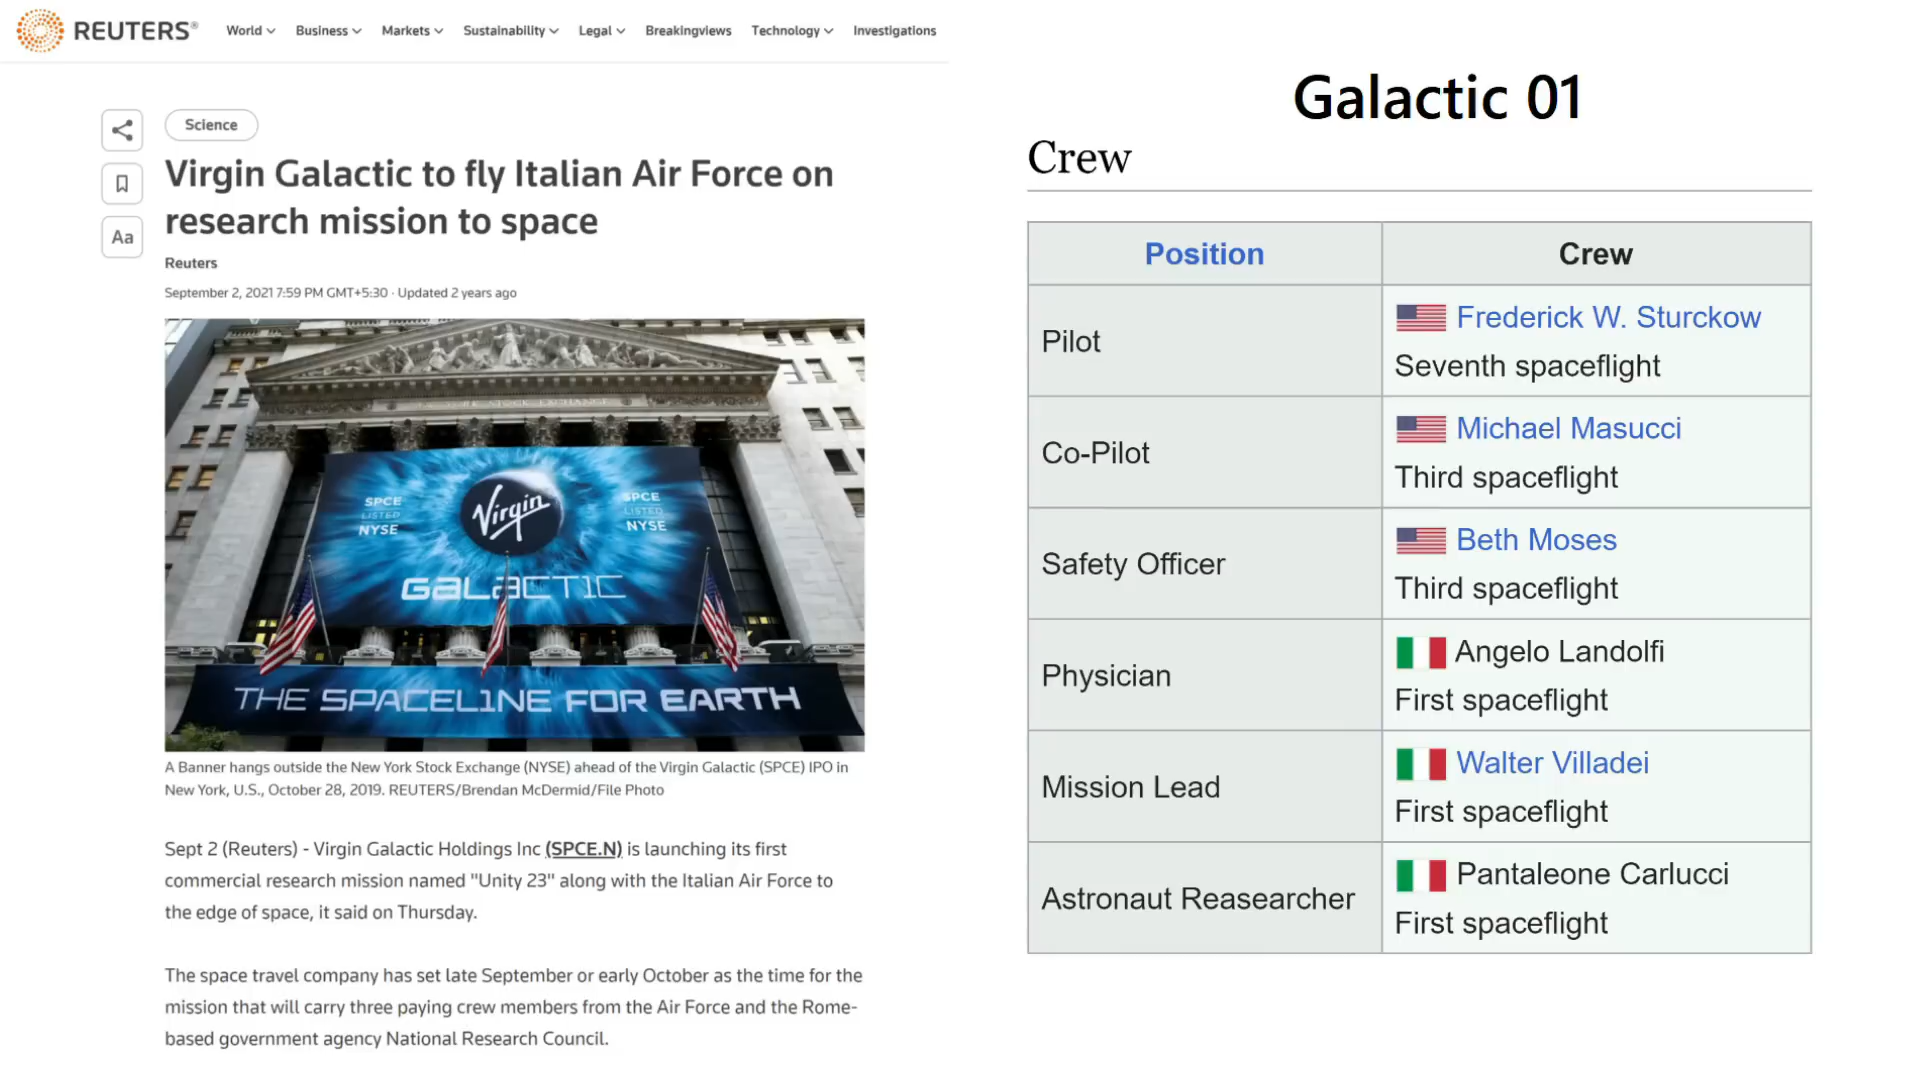 REUTERS®
World Business Markets Sustainability Legal Breakingviews Technology Investigations
Science
Virgin Galactic to fly Italian Air Force on
research mission to space
Aa
Reuters
September 2, 2021 7:59 PM GMT+5:30 · Updated 2 years ago
STOCK EXCHANGE
SPCE
LISTED
NYSE
Virgin
SPCE
LISTED
NYSE
GALACTIC
THE SPACELINE FOR EARTH
A Banner hangs outside the New York Stock Exchange (NYSE) ahead of the Virgin Galactic (SPCE) IPO in
New York, U.S., October 28, 2019. REUTERS/Brendan McDermid/File Photo
Sept 2 (Reuters) - Virgin Galactic Holdings Inc (SPCE.N) is launching its first
commercial research mission named "Unity 23" along with the Italian Air Force to
the edge of space, it said on Thursday.
The space travel company has set late September or early October as the time for the
mission that will carry three paying crew members from the Air Force and the Rome-
based government agency National Research Council.
Galactic 01
Crew
Position Crew
Pilot
Frederick W. Sturckow
Seventh spaceflight
Co-Pilot
Michael Masucci
Third spaceflight
Safety Officer
Beth Moses
Third spaceflight
Physician
Angelo Landolfi
First spaceflight
Mission Lead
Walter Villadei
First spaceflight
Astronaut Reasearcher
Pantaleone Carlucci
First spaceflight